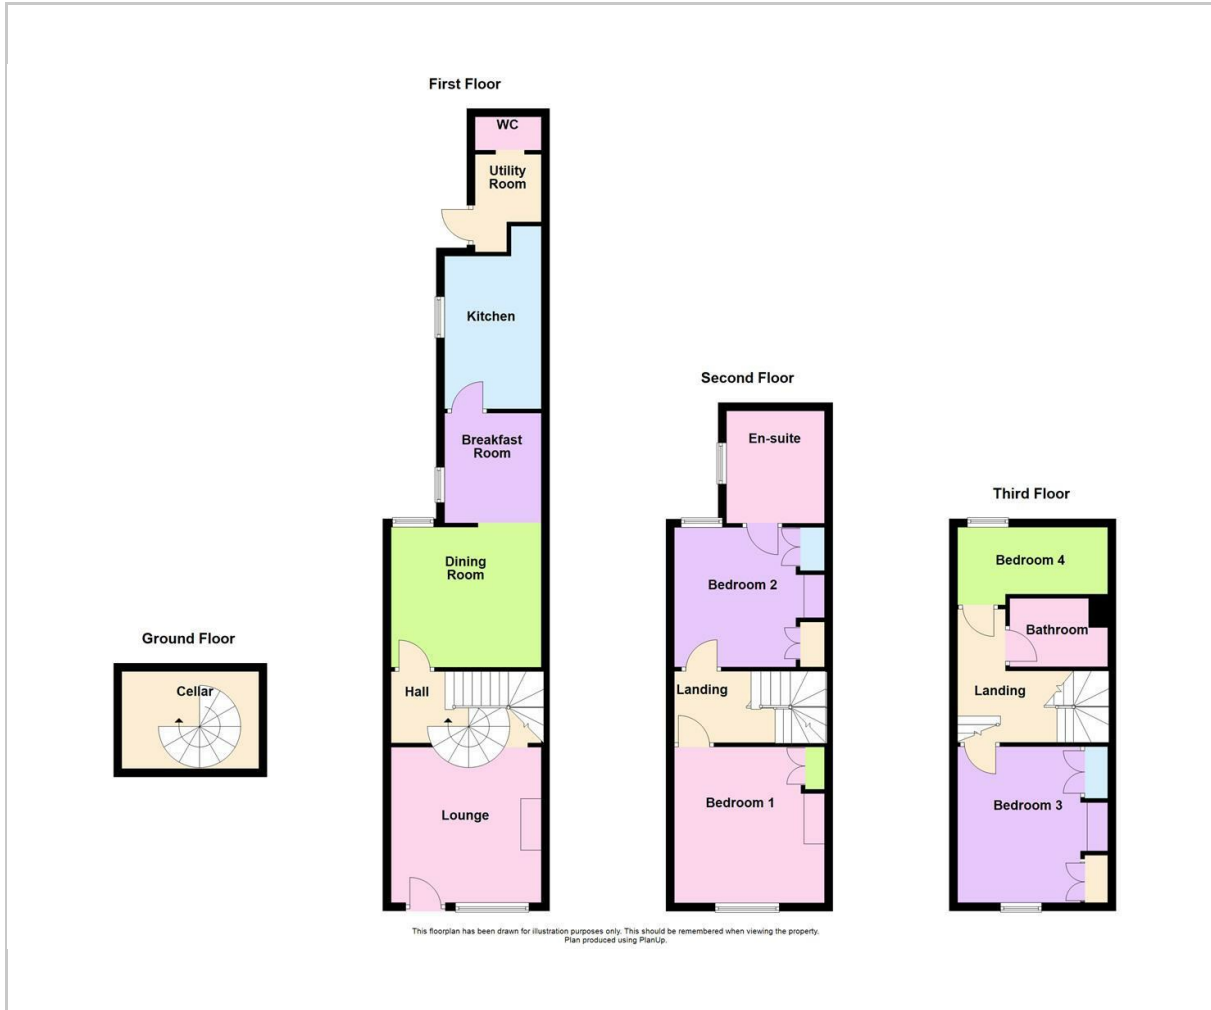 First Floor
WC
Utility
Room
Kitchen
Breakfast
Room
Dining
Room
Hall
Lounge
Ground Floor
Cellar
Second Floor
En-suite
Bedroom 2
Landing
Bedroom 1
Third Floor
Bedroom 4
Bathroom
Landing
Bedroom 3
This floorplan has been drawn for illustration purposes only. This should be remembered when viewing the property.
Plan produced using PlanUp.